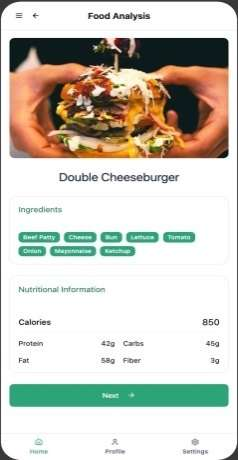 Food Analysis
Double Cheeseburger
Ingredients
Beef Patty Cheese Bun Lettuce Tomato
Onion Mayonnaise Ketchup
Nutritional Information
Calories 850
Protein 42g Carbs 45g
Fat 58g Fiber 3g
Next →
Home Profile Settings